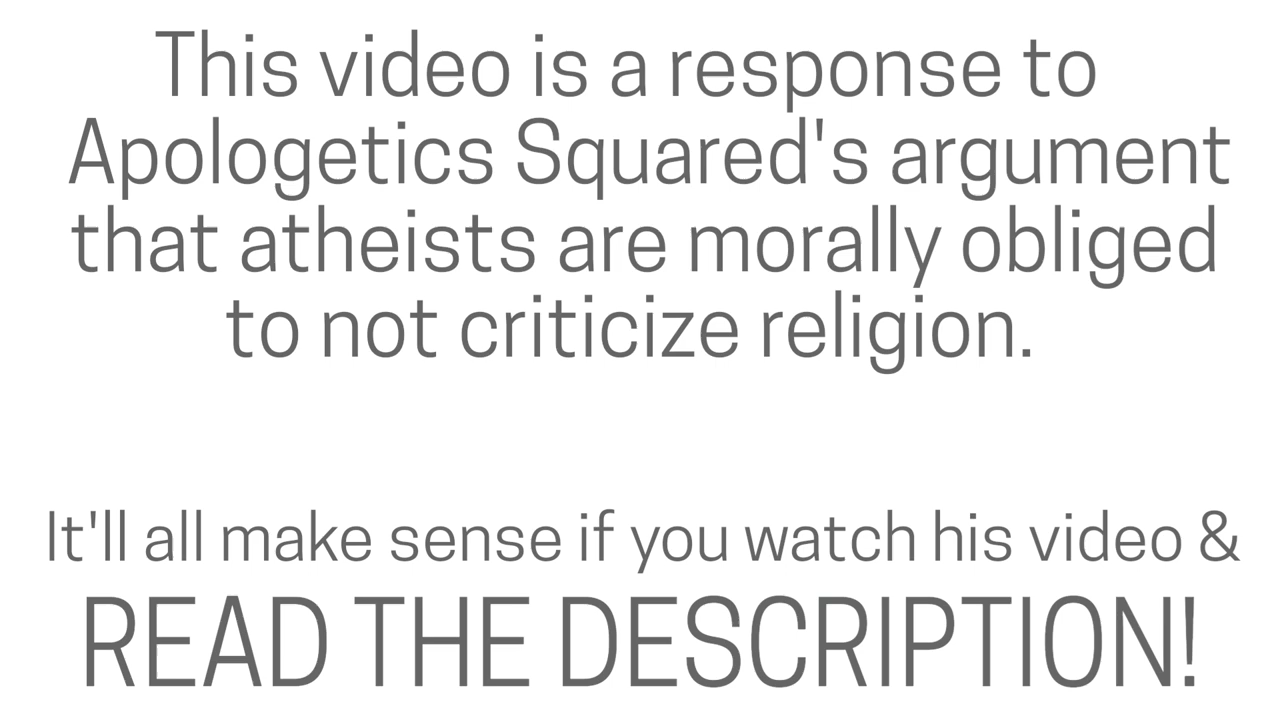 This video is a response to
Apologetics Squared's argument
that atheists are morally obliged
to not criticize religion.
It'll all make sense if you watch his video &
READ THE DESCRIPTION!